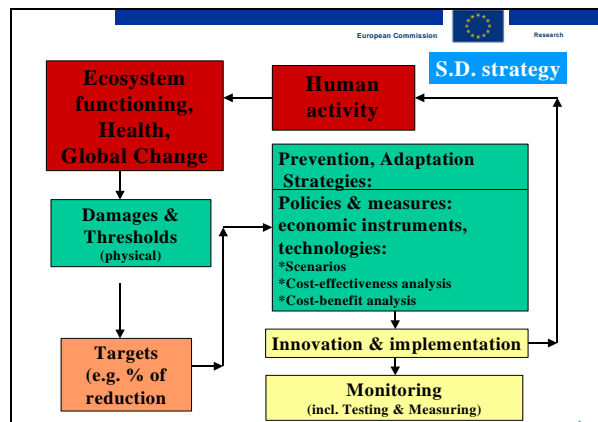 European Commission
Research
S.D. strategy
Ecosystem
functioning,
Health,
Global Change
Human
activity
Damages &
Thresholds
(physical)
Targets
(e.g. % of
reduction
Prevention, Adaptation
Strategies:
Policies & measures:
economic instruments,
technologies:
*Scenarios
*Cost-effectiveness analysis
*Cost-benefit analysis
Innovation & implementation
Monitoring
(incl. Testing & Measuring)